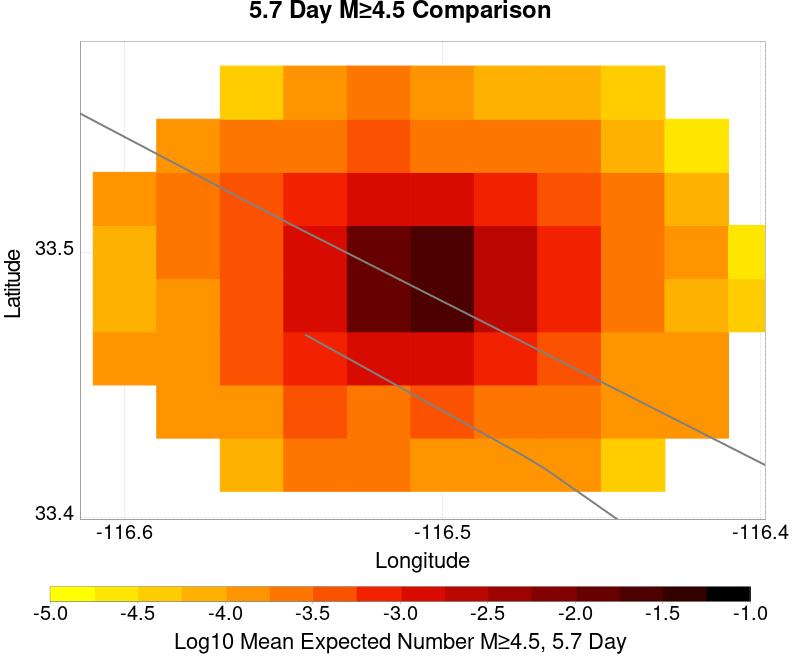 5.7 Day M≥4.5 Comparison
Latitude
33.5
33.4
-116.6 -116.5 -116.4
Longitude
-5.0 -4.5 -4.0 -3.5 -3.0 -2.5 -2.0 -1.5 -1.0
Log10 Mean Expected Number M≥4.5, 5.7 Day